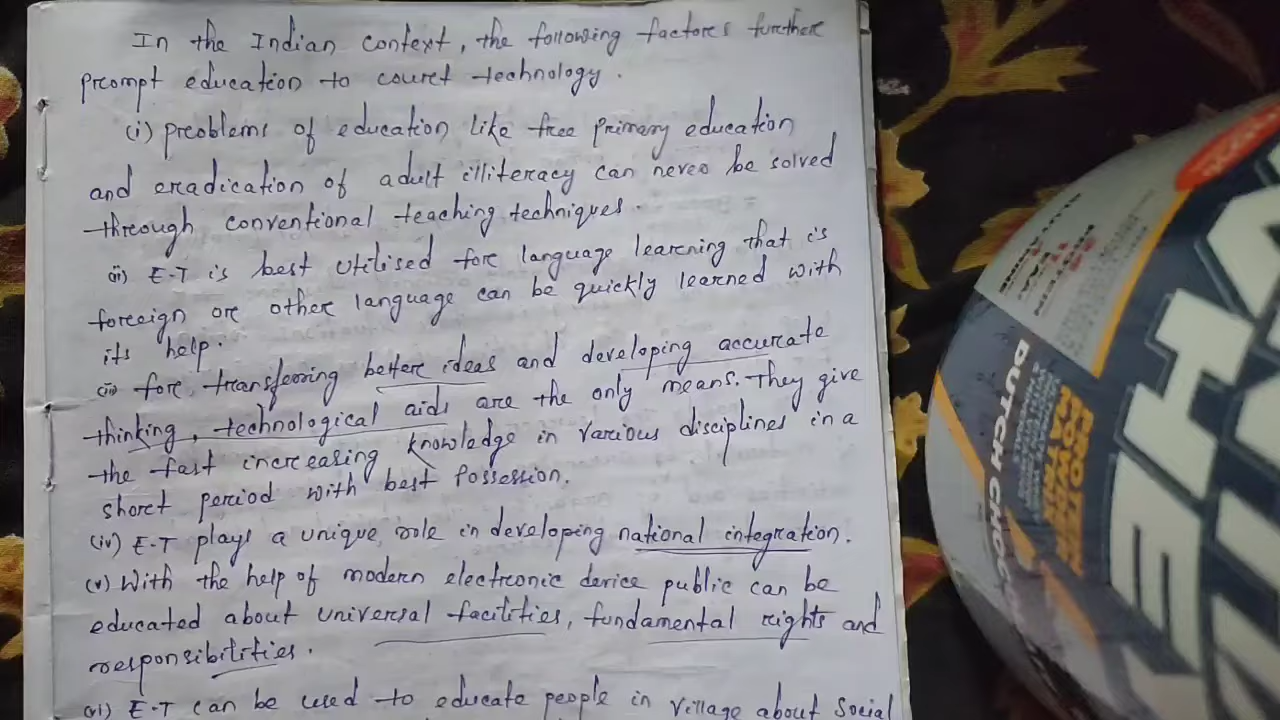 In the Indian context, the following factors further
prompt education to court technology.
(i) problems of education like free primary education
and eradication of adult illiteracy can never be solved
through conventional teaching techniques.
(ii) E-T is best utilised for language learning that is
foreign or other language can be quickly learned with
its help.
(iii) for transferring better ideas and developing accurate
thinking, technological aids are the only means. They give
the fast increasing knowledge in various disciplines in a
short period with best Possession.
(iv) E-T plays a unique role in developing national integration.
(v) With the help of modern electronic device public can be
educated about universal facilities, fundamental rights and
responsibilities.
(vi) E-T can be used to educate people in village about Social
WHE
DUTCH CHOC